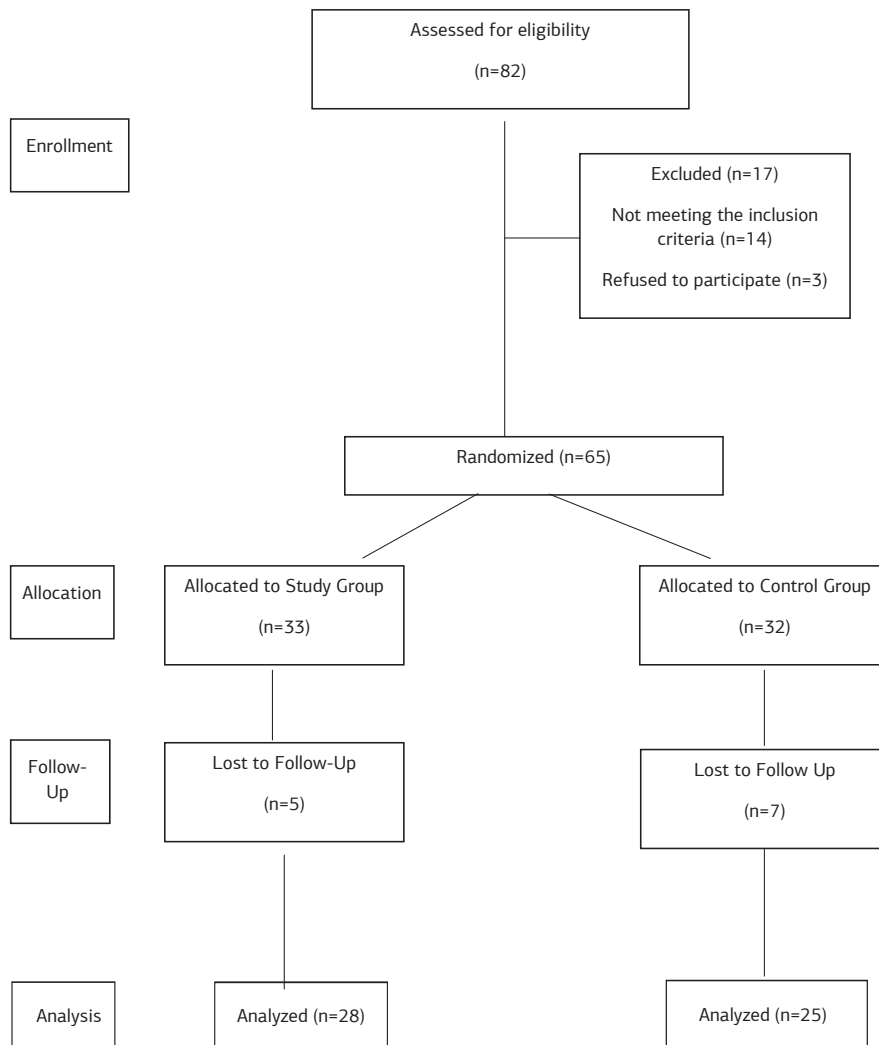 Assessed for eligibility
(n=82)
Enrollment
Excluded (n=17)
Not meeting the inclusion
criteria (n=14)
Refused to participate (n=3)
Randomized (n=65)
Allocation
Allocated to Study Group
(n=33)
Allocated to Control Group
(n=32)
Follow-
Up
Lost to Follow-Up
(n=5)
Lost to Follow Up
(n=7)
Analysis
Analyzed (n=28)
Analyzed (n=25)